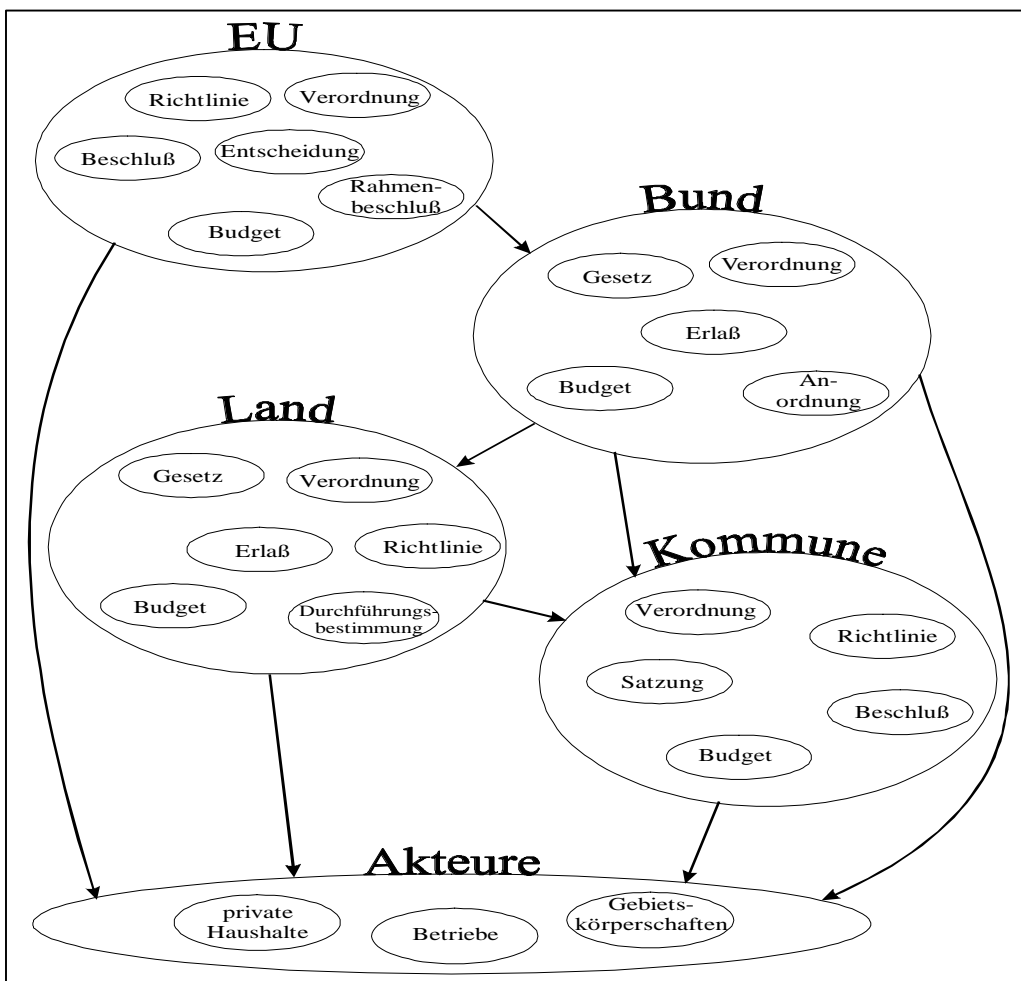 EU
Richtlinie
Verordnung
Beschluß
Entscheidung
Rahmen-
beschluß
Budget
Bund
Gesetz
Verordnung
Erlaß
Budget
An-
ordnung
Land
Gesetz
Verordnung
Erlaß
Richtlinie
Budget
Durchführungs-
bestimmung
Kommune
Verordnung
Richtlinie
Satzung
Beschluß
Budget
Akteure
private
Haushalte
Betriebe
Gebiets-
körperschaften